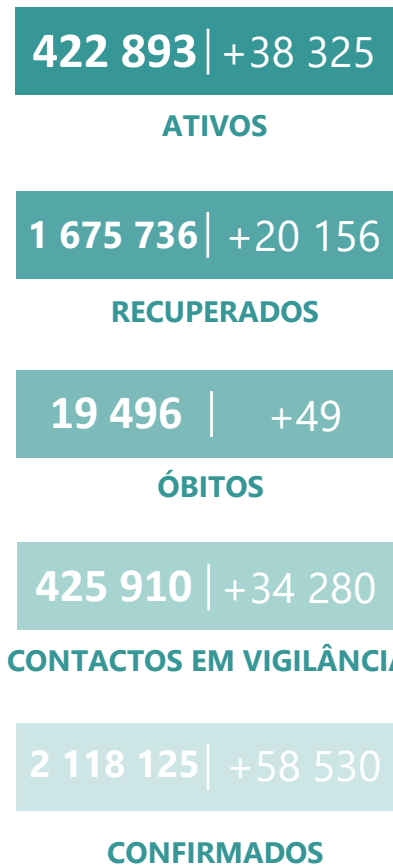 422 893 | +38 325
ATIVOS
1 675 736 | +20 156
RECUPERADOS
19 496 | +49
ÓBITOS
425 910 | +34 280
CONTACTOS EM VIGILÂNCIA
2 118 125 | +58 530
CONFIRMADOS